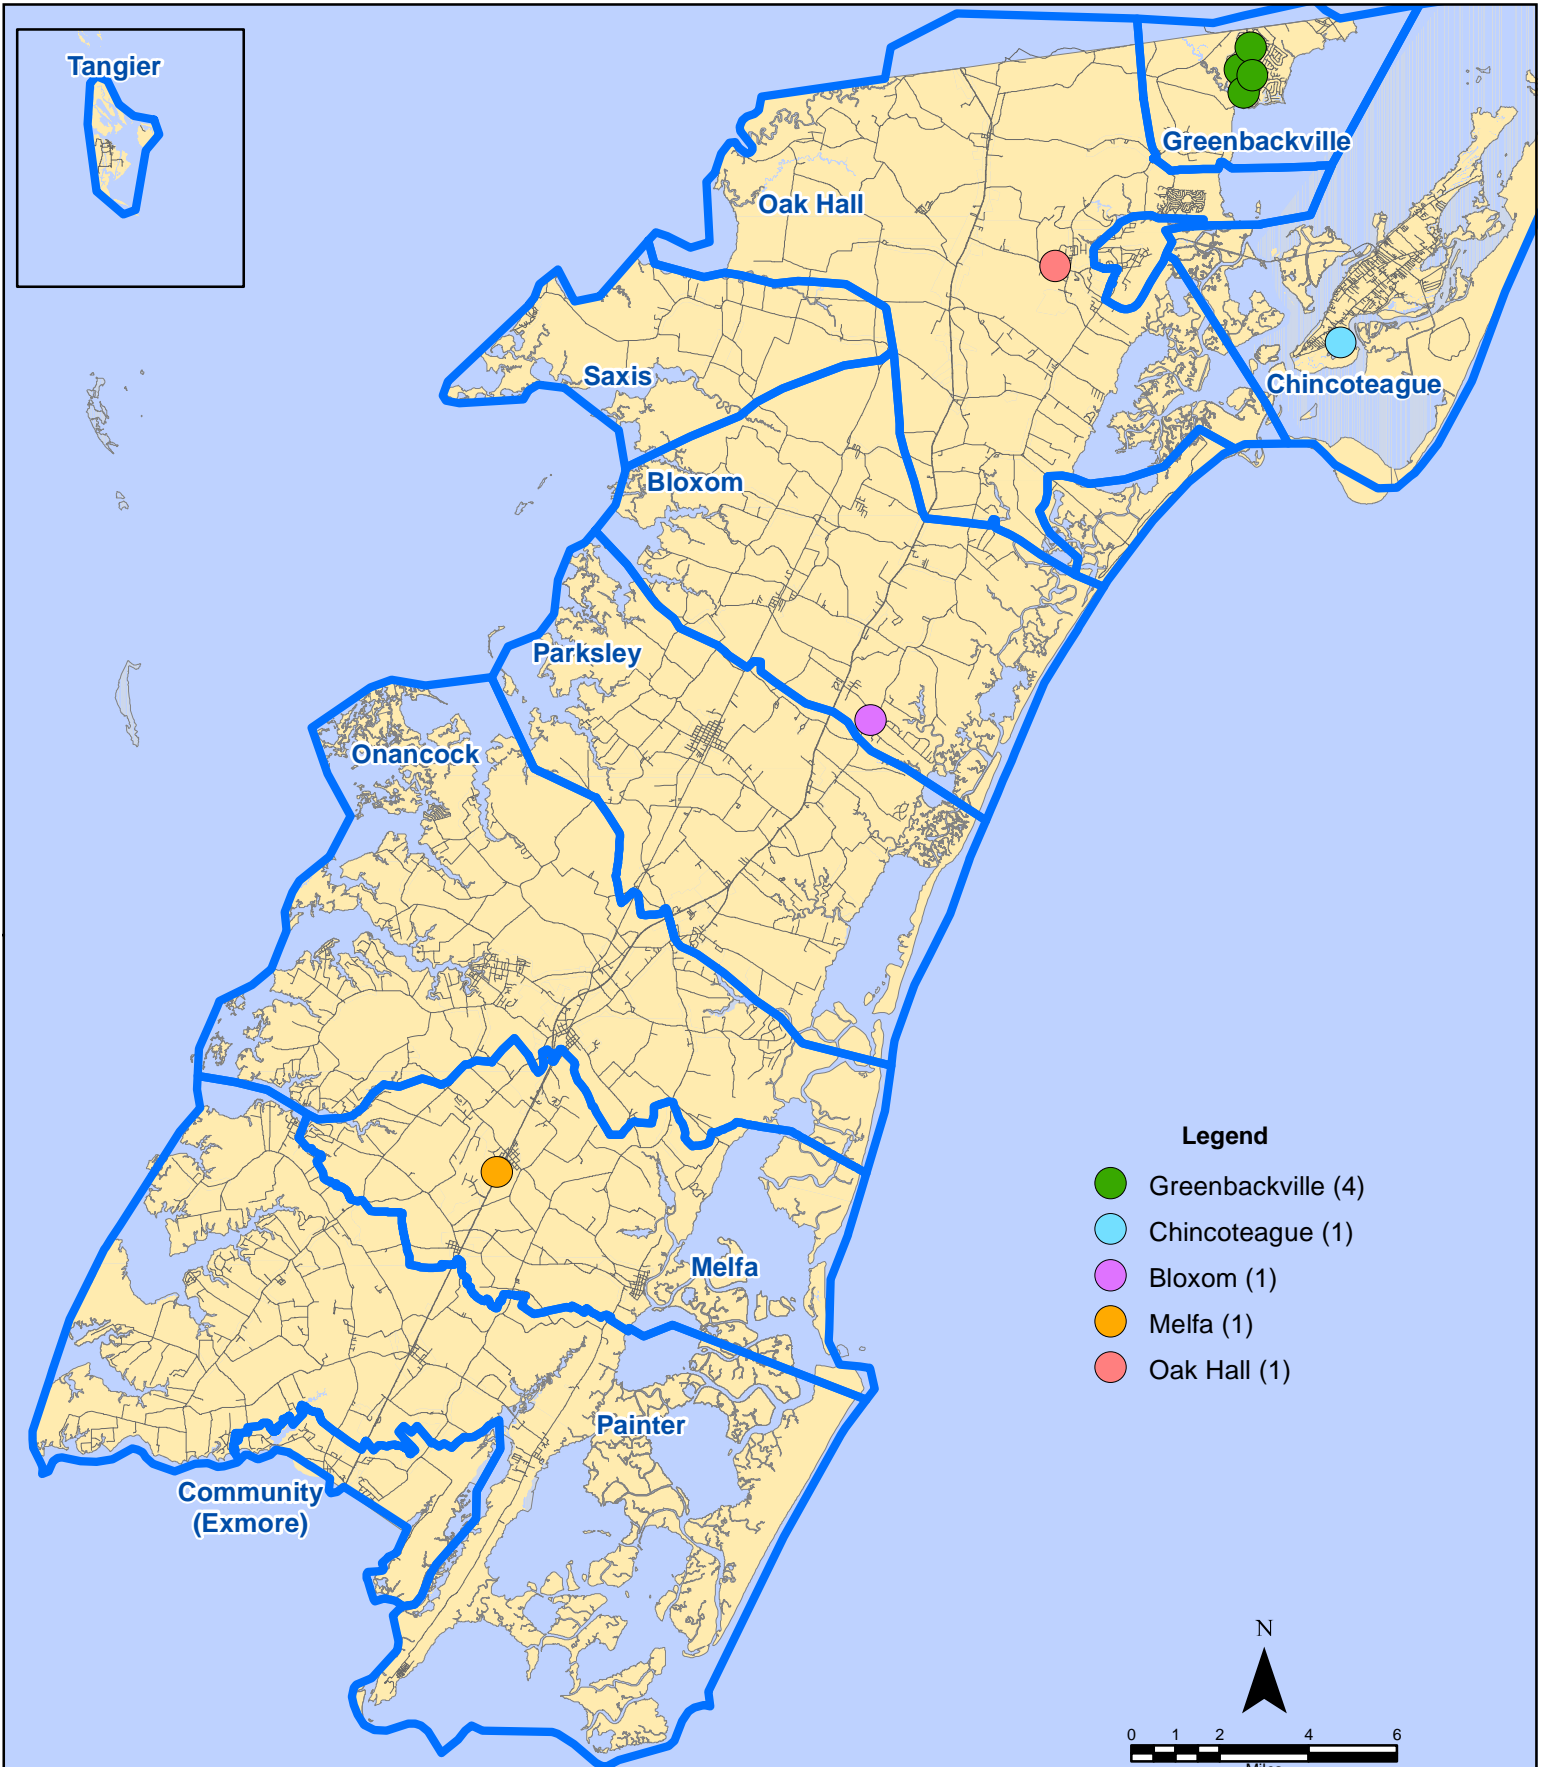 Tangier
Greenbackville
Oak Hall
Saxis
Chincoteague
Bloxom
Parksley
Onancock
Melfa
Painter
Community
(Exmore)
Legend
Greenbackville (4)
Chincoteague (1)
Bloxom (1)
Melfa (1)
Oak Hall (1)
N
0 1 2 4 6
Miles